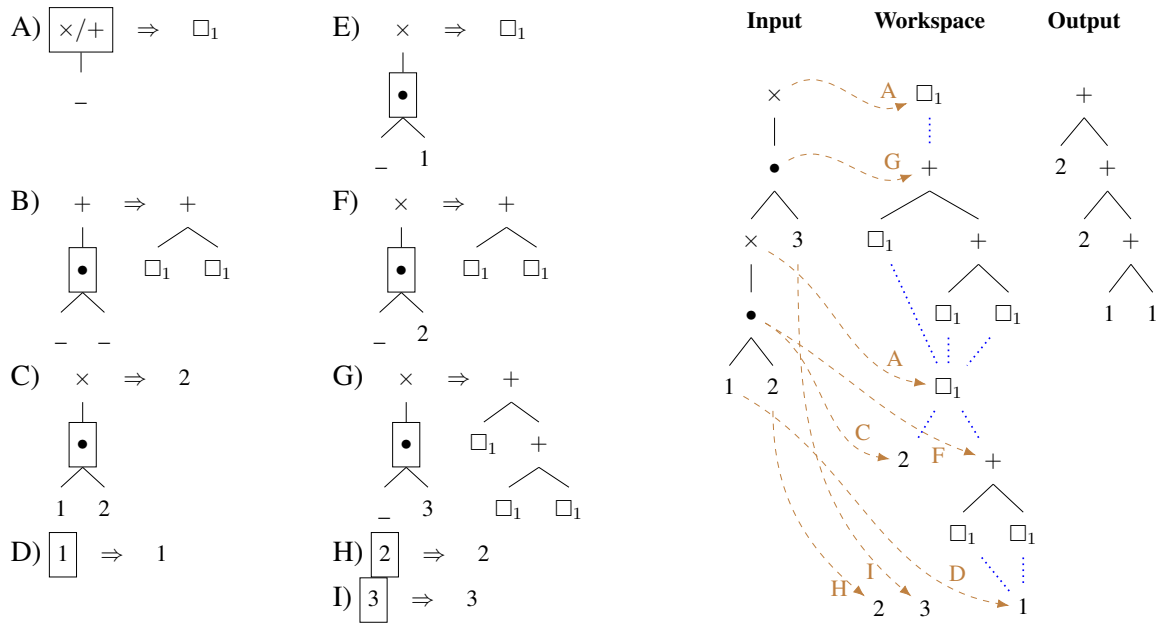 A) ×/+ ⇒ □₁
–
B) + ⇒ +
• □₁ □₁
– –
C) × ⇒ 2
•
1 2
D) 1 ⇒ 1
E) × ⇒ □₁
•
– 1
F) × ⇒ +
• □₁ □₁
– 2
G) × ⇒ +
• □₁ +
– 3 □₁ □₁
H) 2 ⇒ 2
I) 3 ⇒ 3
Input Workspace Output
× A □₁ +
• G + 2 +
× 3 □₁ + 2 +
• □₁ □₁ 1 1
A
1 2 □₁
C F
2 +
□₁ □₁
H I D
2 3 1